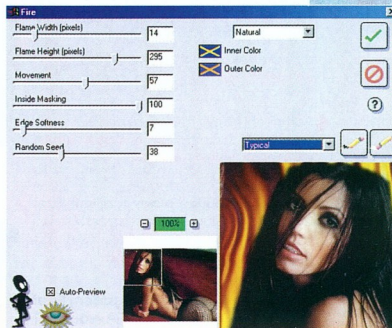 Fire
Flame Width (pixels)
14
Natural
Flame Height (pixels)
295
Inner Color
Outer Color
Movement
57
Inside Masking
100
Edge Softness
7
Typical
Random Seed
38
100%
Auto-Preview